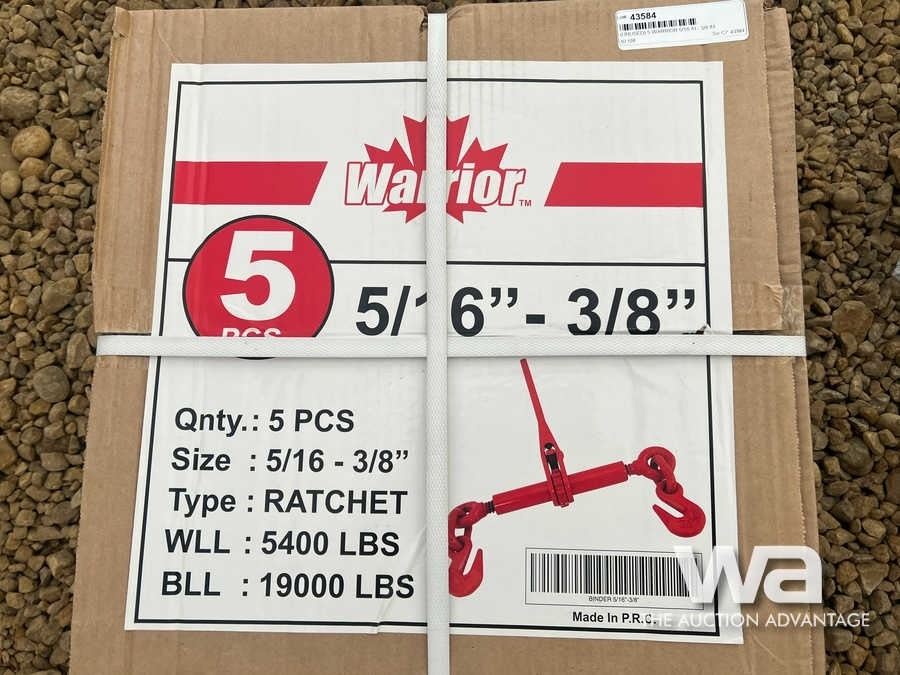 43584
Warrior TM
5
PCS
5/16” - 3/8”
Qnty. : 5 PCS
Size : 5/16 - 3/8”
Type : RATCHET
WLL : 5400 LBS
BLL : 19000 LBS
BINDER 5/16"-3/8"
Made In P.R.C.
wa
THE AUCTION ADVANTAGE